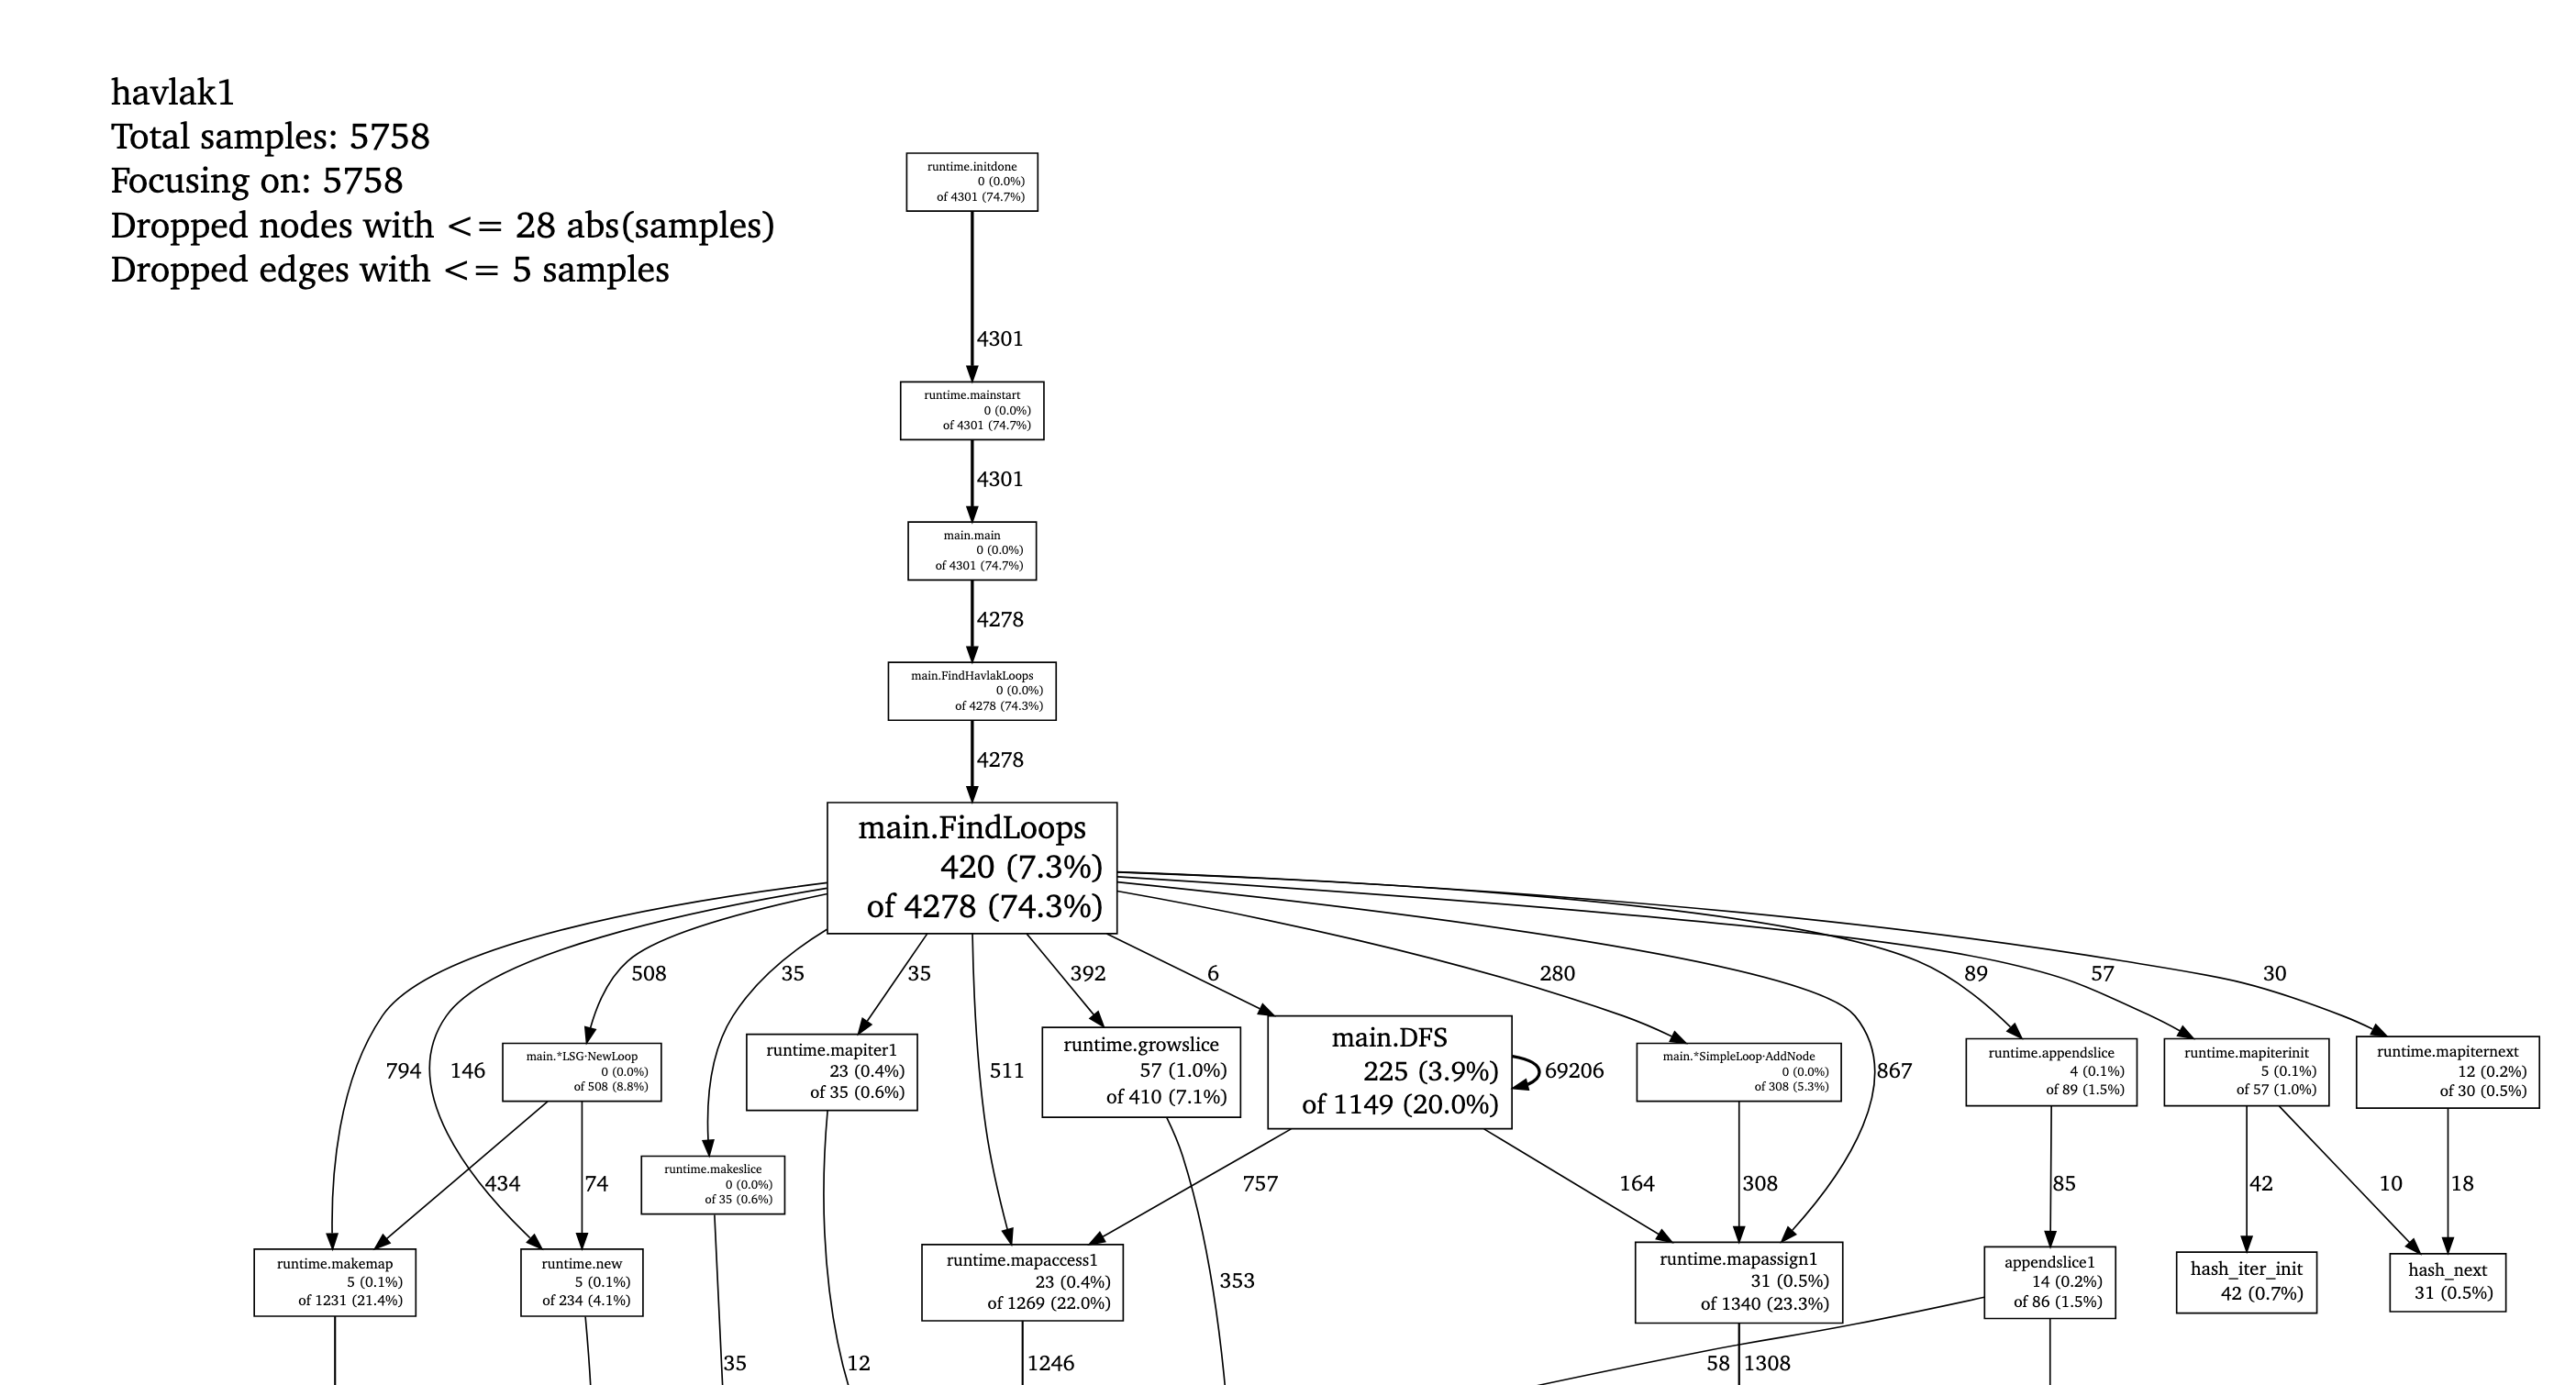 havlak1
Total samples: 5758
Focusing on: 5758
Dropped nodes with <= 28 abs(samples)
Dropped edges with <= 5 samples
runtime.initdone
0 (0.0%)
of 4301 (74.7%)
4301
runtime.mainstart
0 (0.0%)
of 4301 (74.7%)
4301
main.main
0 (0.0%)
of 4301 (74.7%)
4278
main.FindHavlakLoops
0 (0.0%)
of 4278 (74.3%)
4278
main.FindLoops
420 (7.3%)
of 4278 (74.3%)
508
35
35
392
6
280
89
57
30
794
146
main.*LSG·NewLoop
0 (0.0%)
of 508 (8.8%)
runtime.mapiter1
23 (0.4%)
of 35 (0.6%)
511
runtime.growslice
57 (1.0%)
of 410 (7.1%)
main.DFS
225 (3.9%)
of 1149 (20.0%)
69206
main.*SimpleLoop·AddNode
0 (0.0%)
of 308 (5.3%)
867
runtime.appendslice
4 (0.1%)
of 89 (1.5%)
runtime.mapiterinit
5 (0.1%)
of 57 (1.0%)
runtime.mapiternext
12 (0.2%)
of 30 (0.5%)
434
74
runtime.makeslice
0 (0.0%)
of 35 (0.6%)
757
164
308
85
42
10
18
runtime.makemap
5 (0.1%)
of 1231 (21.4%)
runtime.new
5 (0.1%)
of 234 (4.1%)
runtime.mapaccess1
23 (0.4%)
of 1269 (22.0%)
353
runtime.mapassign1
31 (0.5%)
of 1340 (23.3%)
appendslice1
14 (0.2%)
of 86 (1.5%)
hash_iter_init
42 (0.7%)
hash_next
31 (0.5%)
35
12
1246
58
1308